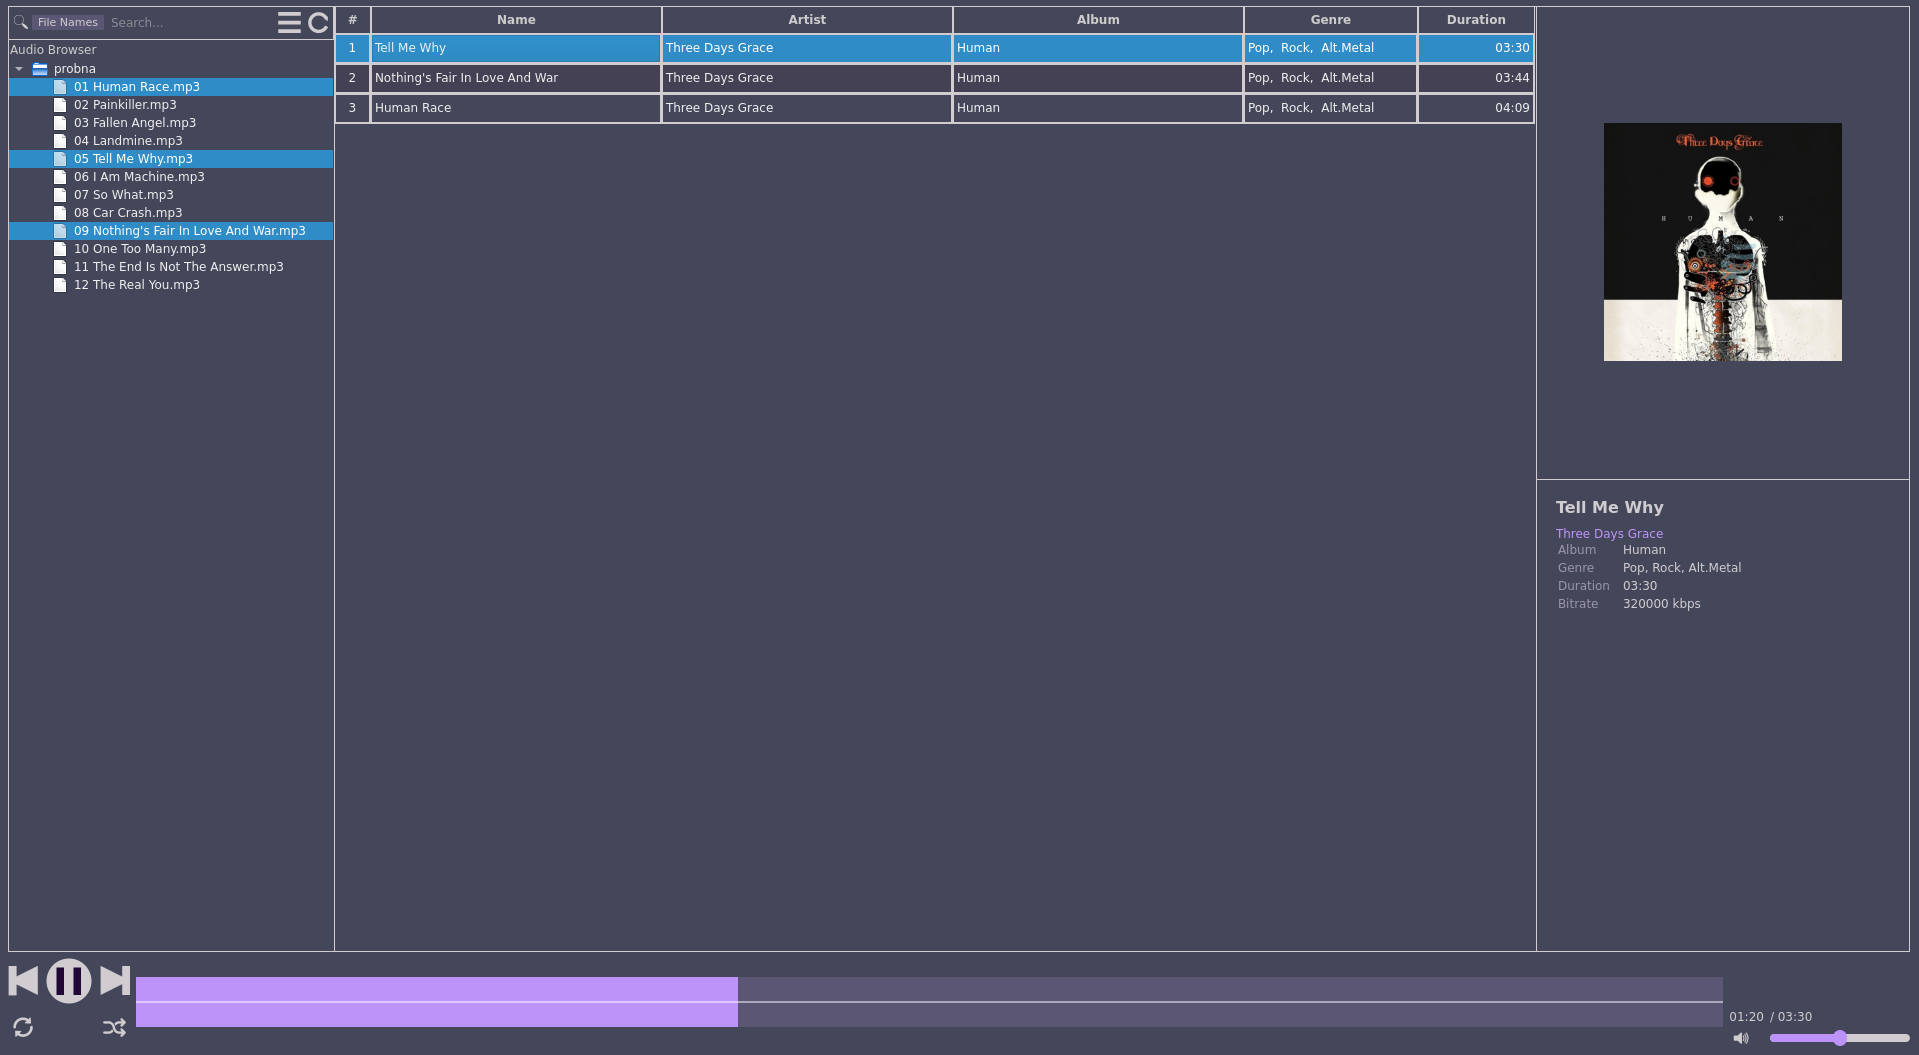 File Names Search...
Audio Browser
probna
01 Human Race.mp3
02 Painkiller.mp3
03 Fallen Angel.mp3
04 Landmine.mp3
05 Tell Me Why.mp3
06 I Am Machine.mp3
07 So What.mp3
08 Car Crash.mp3
09 Nothing's Fair In Love And War.mp3
10 One Too Many.mp3
11 The End Is Not The Answer.mp3
12 The Real You.mp3
# Name Artist Album Genre Duration
1 Tell Me Why Three Days Grace Human Pop, Rock, Alt.Metal 03:30
2 Nothing's Fair In Love And War Three Days Grace Human Pop, Rock, Alt.Metal 03:44
3 Human Race Three Days Grace Human Pop, Rock, Alt.Metal 04:09
Three Days Grace
HUMAN
Tell Me Why
Three Days Grace
Album Human
Genre Pop, Rock, Alt.Metal
Duration 03:30
Bitrate 320000 kbps
01:20 / 03:30